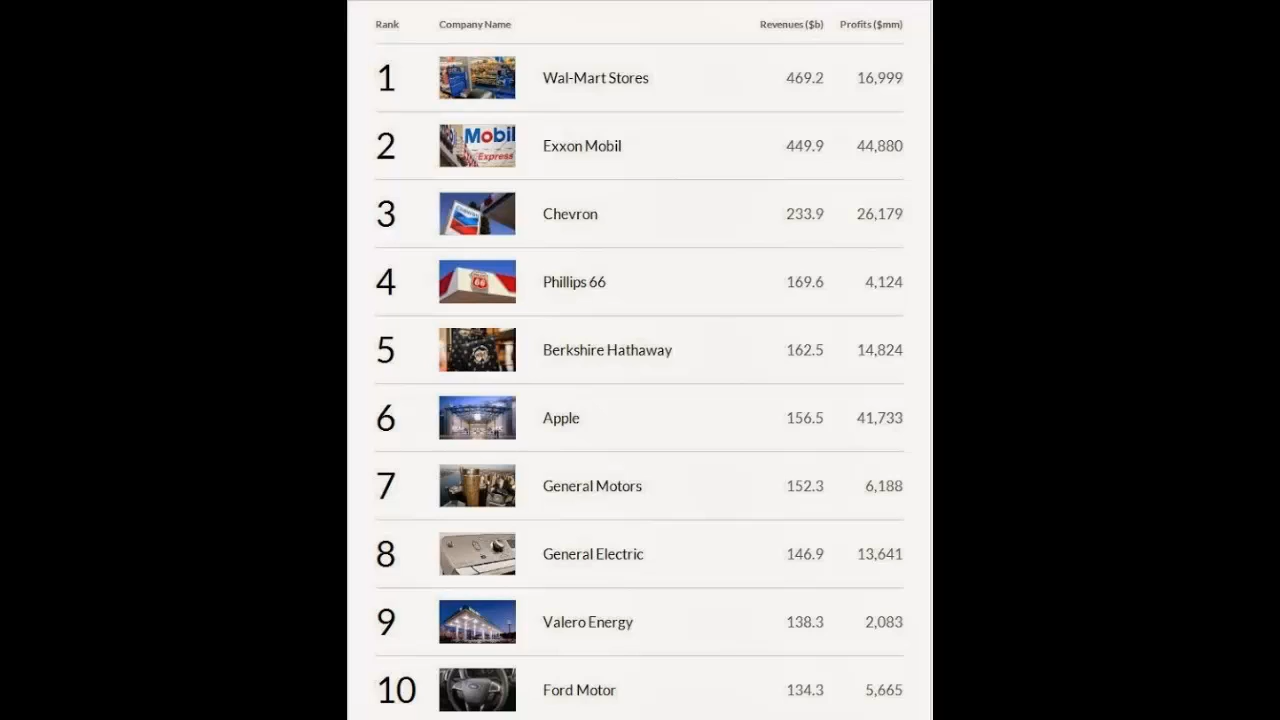 Rank Company Name Revenues ($b) Profits ($mm)
1 Wal-Mart Stores 469.2 16,999
2 Mobil Express Exxon Mobil 449.9 44,880
3 Chevron 233.9 26,179
4 66 Phillips 66 169.6 4,124
5 Berkshire Hathaway 162.5 14,824
6 Apple 156.5 41,733
7 General Motors 152.3 6,188
8 General Electric 146.9 13,641
9 Valero Energy 138.3 2,083
10 Ford Motor 134.3 5,665